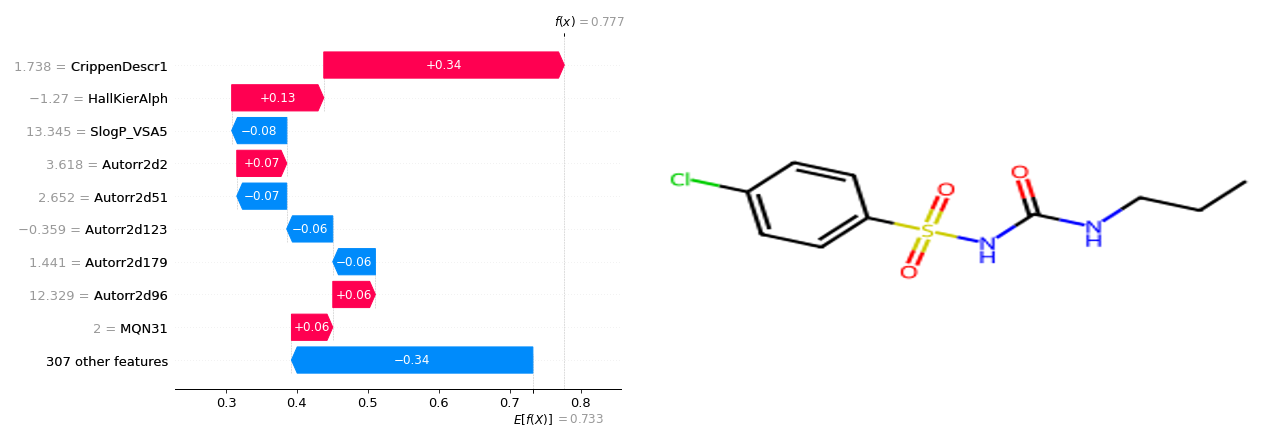 f(x) = 0.777
1.738 = CrippenDescr1
+0.34
−1.27 = HallKierAlph
+0.13
13.345 = SlogP_VSA5
−0.08
3.618 = Autorr2d2
+0.07
2.652 = Autorr2d51
−0.07
−0.359 = Autorr2d123
−0.06
1.441 = Autorr2d179
−0.06
12.329 = Autorr2d96
+0.06
2 = MQN31
+0.06
307 other features
−0.34
0.3 0.4 0.5 0.6 0.7 0.8
E[f(X)] = 0.733
Cl
O
S
O
N
H
O
N
H